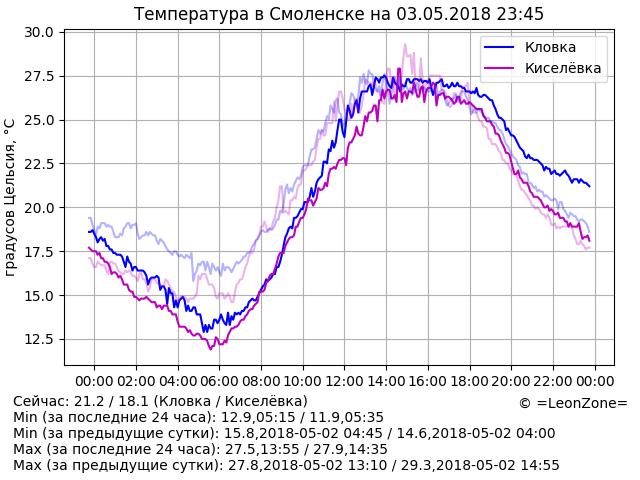 Температура в Смоленске на 03.05.2018 23:45
градусов Цельсия, °C
30.0
27.5
25.0
22.5
20.0
17.5
15.0
12.5
Кловка
Киселёвка
00:00 02:00 04:00 06:00 08:00 10:00 12:00 14:00 16:00 18:00 20:00 22:00 00:00
Сейчас: 21.2 / 18.1 (Кловка / Киселёвка)
© =LeonZone=
Min (за последние 24 часа): 12.9,05:15 / 11.9,05:35
Min (за предыдущие сутки): 15.8,2018-05-02 04:45 / 14.6,2018-05-02 04:00
Max (за последние 24 часа): 27.5,13:55 / 27.9,14:35
Max (за предыдущие сутки): 27.8,2018-05-02 13:10 / 29.3,2018-05-02 14:55